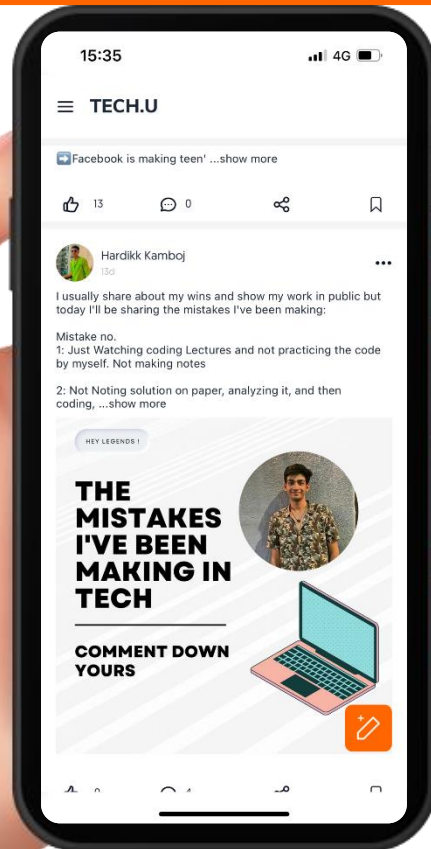 15:35
4G
TECH.U
➡️Facebook is making teen' ...show more
13
0
Hardikk Kamboj
13d
I usually share about my wins and show my work in public but
today I'll be sharing the mistakes I've been making:
Mistake no.
1: Just Watching coding Lectures and not practicing the code
by myself. Not making notes
2: Not Noting solution on paper, analyzing it, and then
coding, ...show more
HEY LEGENDS !
THE
MISTAKES
I'VE BEEN
MAKING IN
TECH
COMMENT DOWN
YOURS